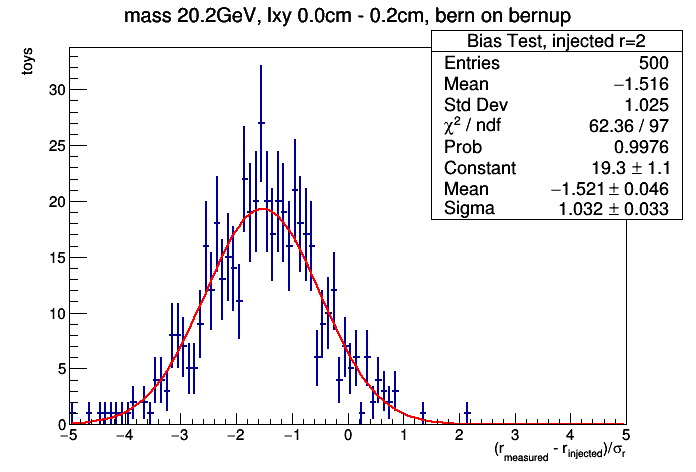 mass 20.2GeV, lxy 0.0cm - 0.2cm, bern on bernup
Bias Test, injected r=2
Entries 500
Mean −1.516
Std Dev 1.025
χ² / ndf 62.36 / 97
Prob 0.9976
Constant 19.3 ± 1.1
Mean −1.521 ± 0.046
Sigma 1.032 ± 0.033
toys
30
25
20
15
10
5
0
−5 −4 −3 −2 −1 0 1 2 3 4 5
(r_measured - r_injected)/σ_r